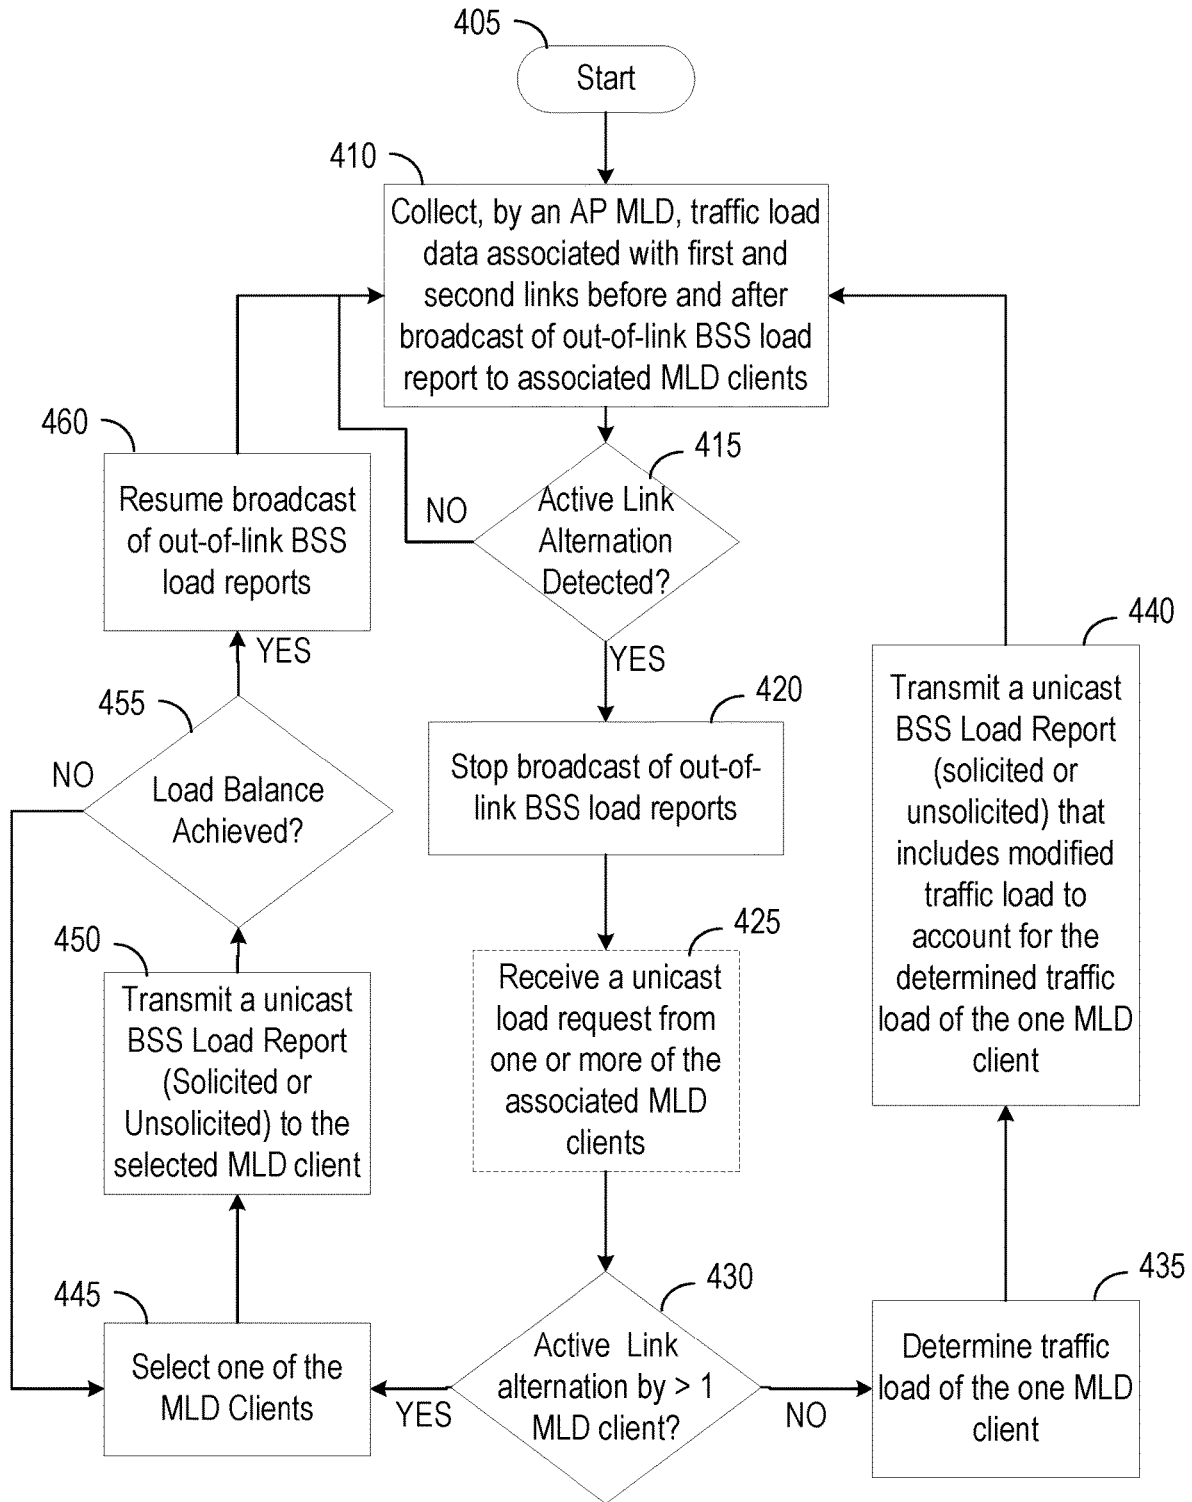 405
Start
410
Collect, by an AP MLD, traffic load
data associated with first and
second links before and after
broadcast of out-of-link BSS load
report to associated MLD clients
415
Active Link
Alternation
Detected?
NO
YES
460
Resume broadcast
of out-of-link BSS
load reports
YES
420
Stop broadcast of out-of-
link BSS load reports
425
Receive a unicast
load request from
one or more of the
associated MLD
clients
430
Active Link
alternation by > 1
MLD client?
YES
NO
435
Determine traffic
load of the one MLD
client
440
Transmit a unicast
BSS Load Report
(solicited or
unsolicited) that
includes modified
traffic load to
account for the
determined traffic
load of the one MLD
client
445
Select one of the
MLD Clients
450
Transmit a unicast
BSS Load Report
(Solicited or
Unsolicited) to the
selected MLD client
455
Load Balance
Achieved?
NO